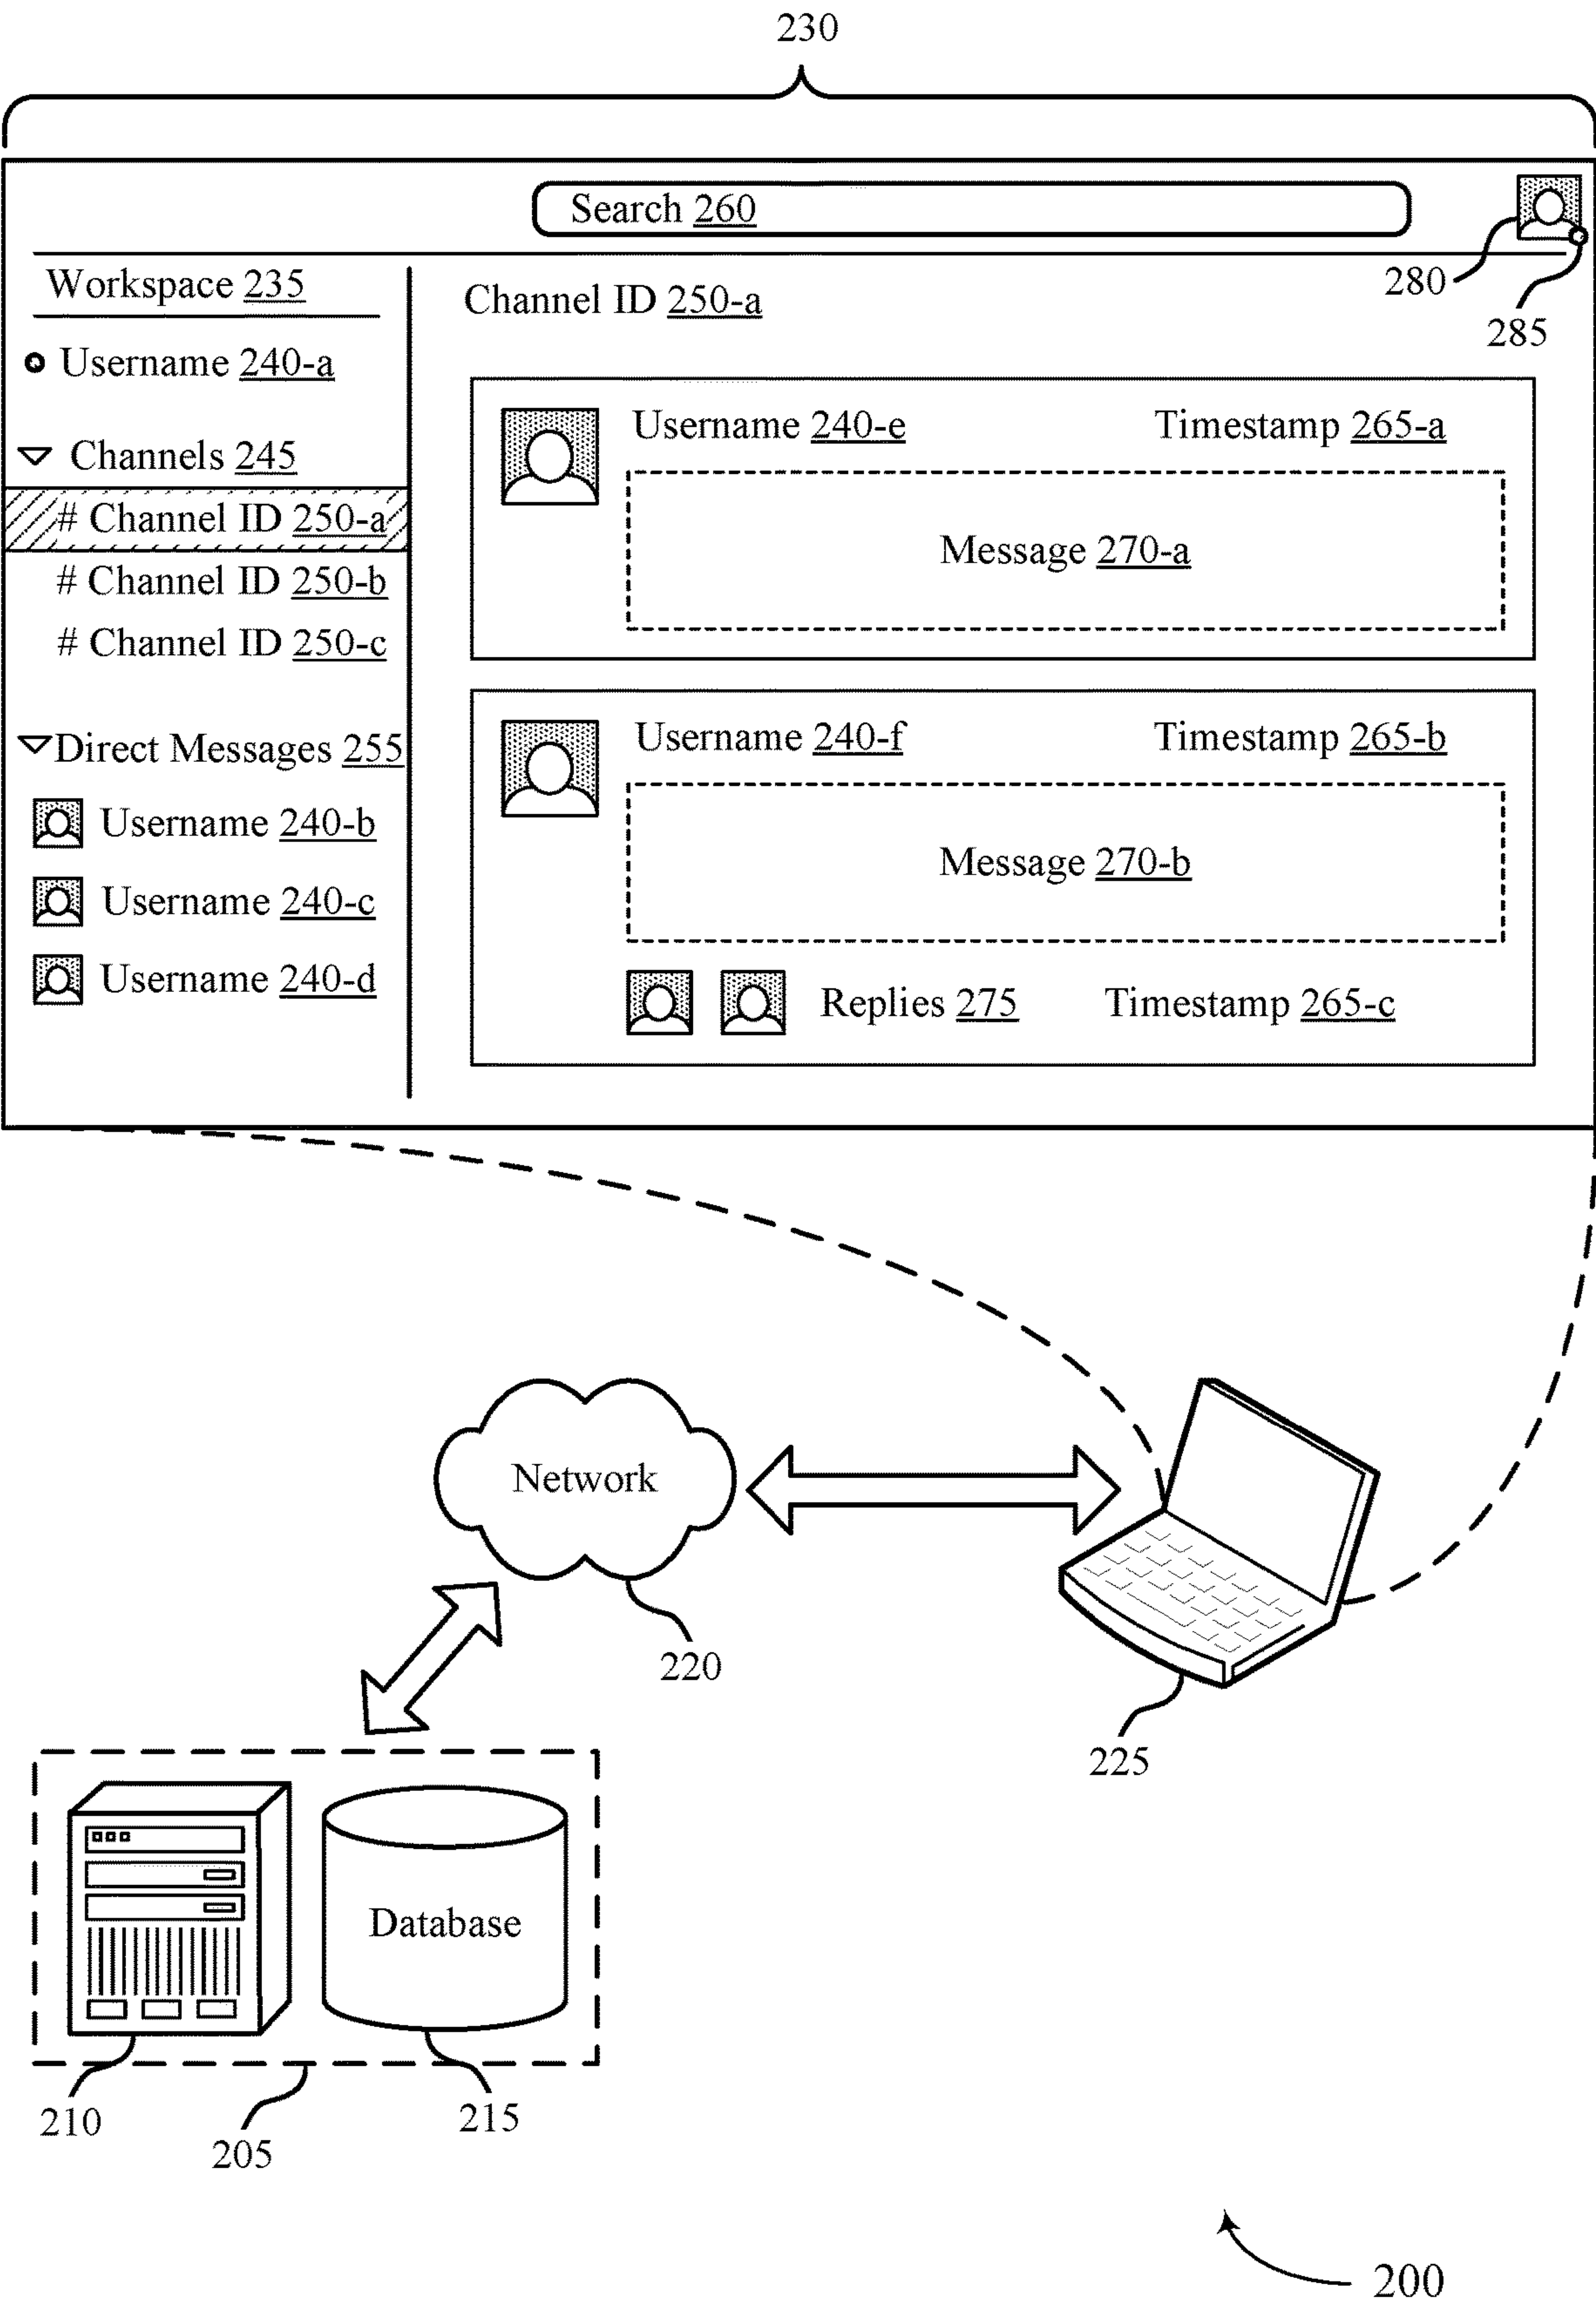 230
Search 260
280
285
Workspace 235
Username 240-a
Channels 245
# Channel ID 250-a
# Channel ID 250-b
# Channel ID 250-c
Direct Messages 255
Username 240-b
Username 240-c
Username 240-d
Channel ID 250-a
Username 240-e Timestamp 265-a
Message 270-a
Username 240-f Timestamp 265-b
Message 270-b
Replies 275 Timestamp 265-c
Network
220
225
Database
210
205
215
200